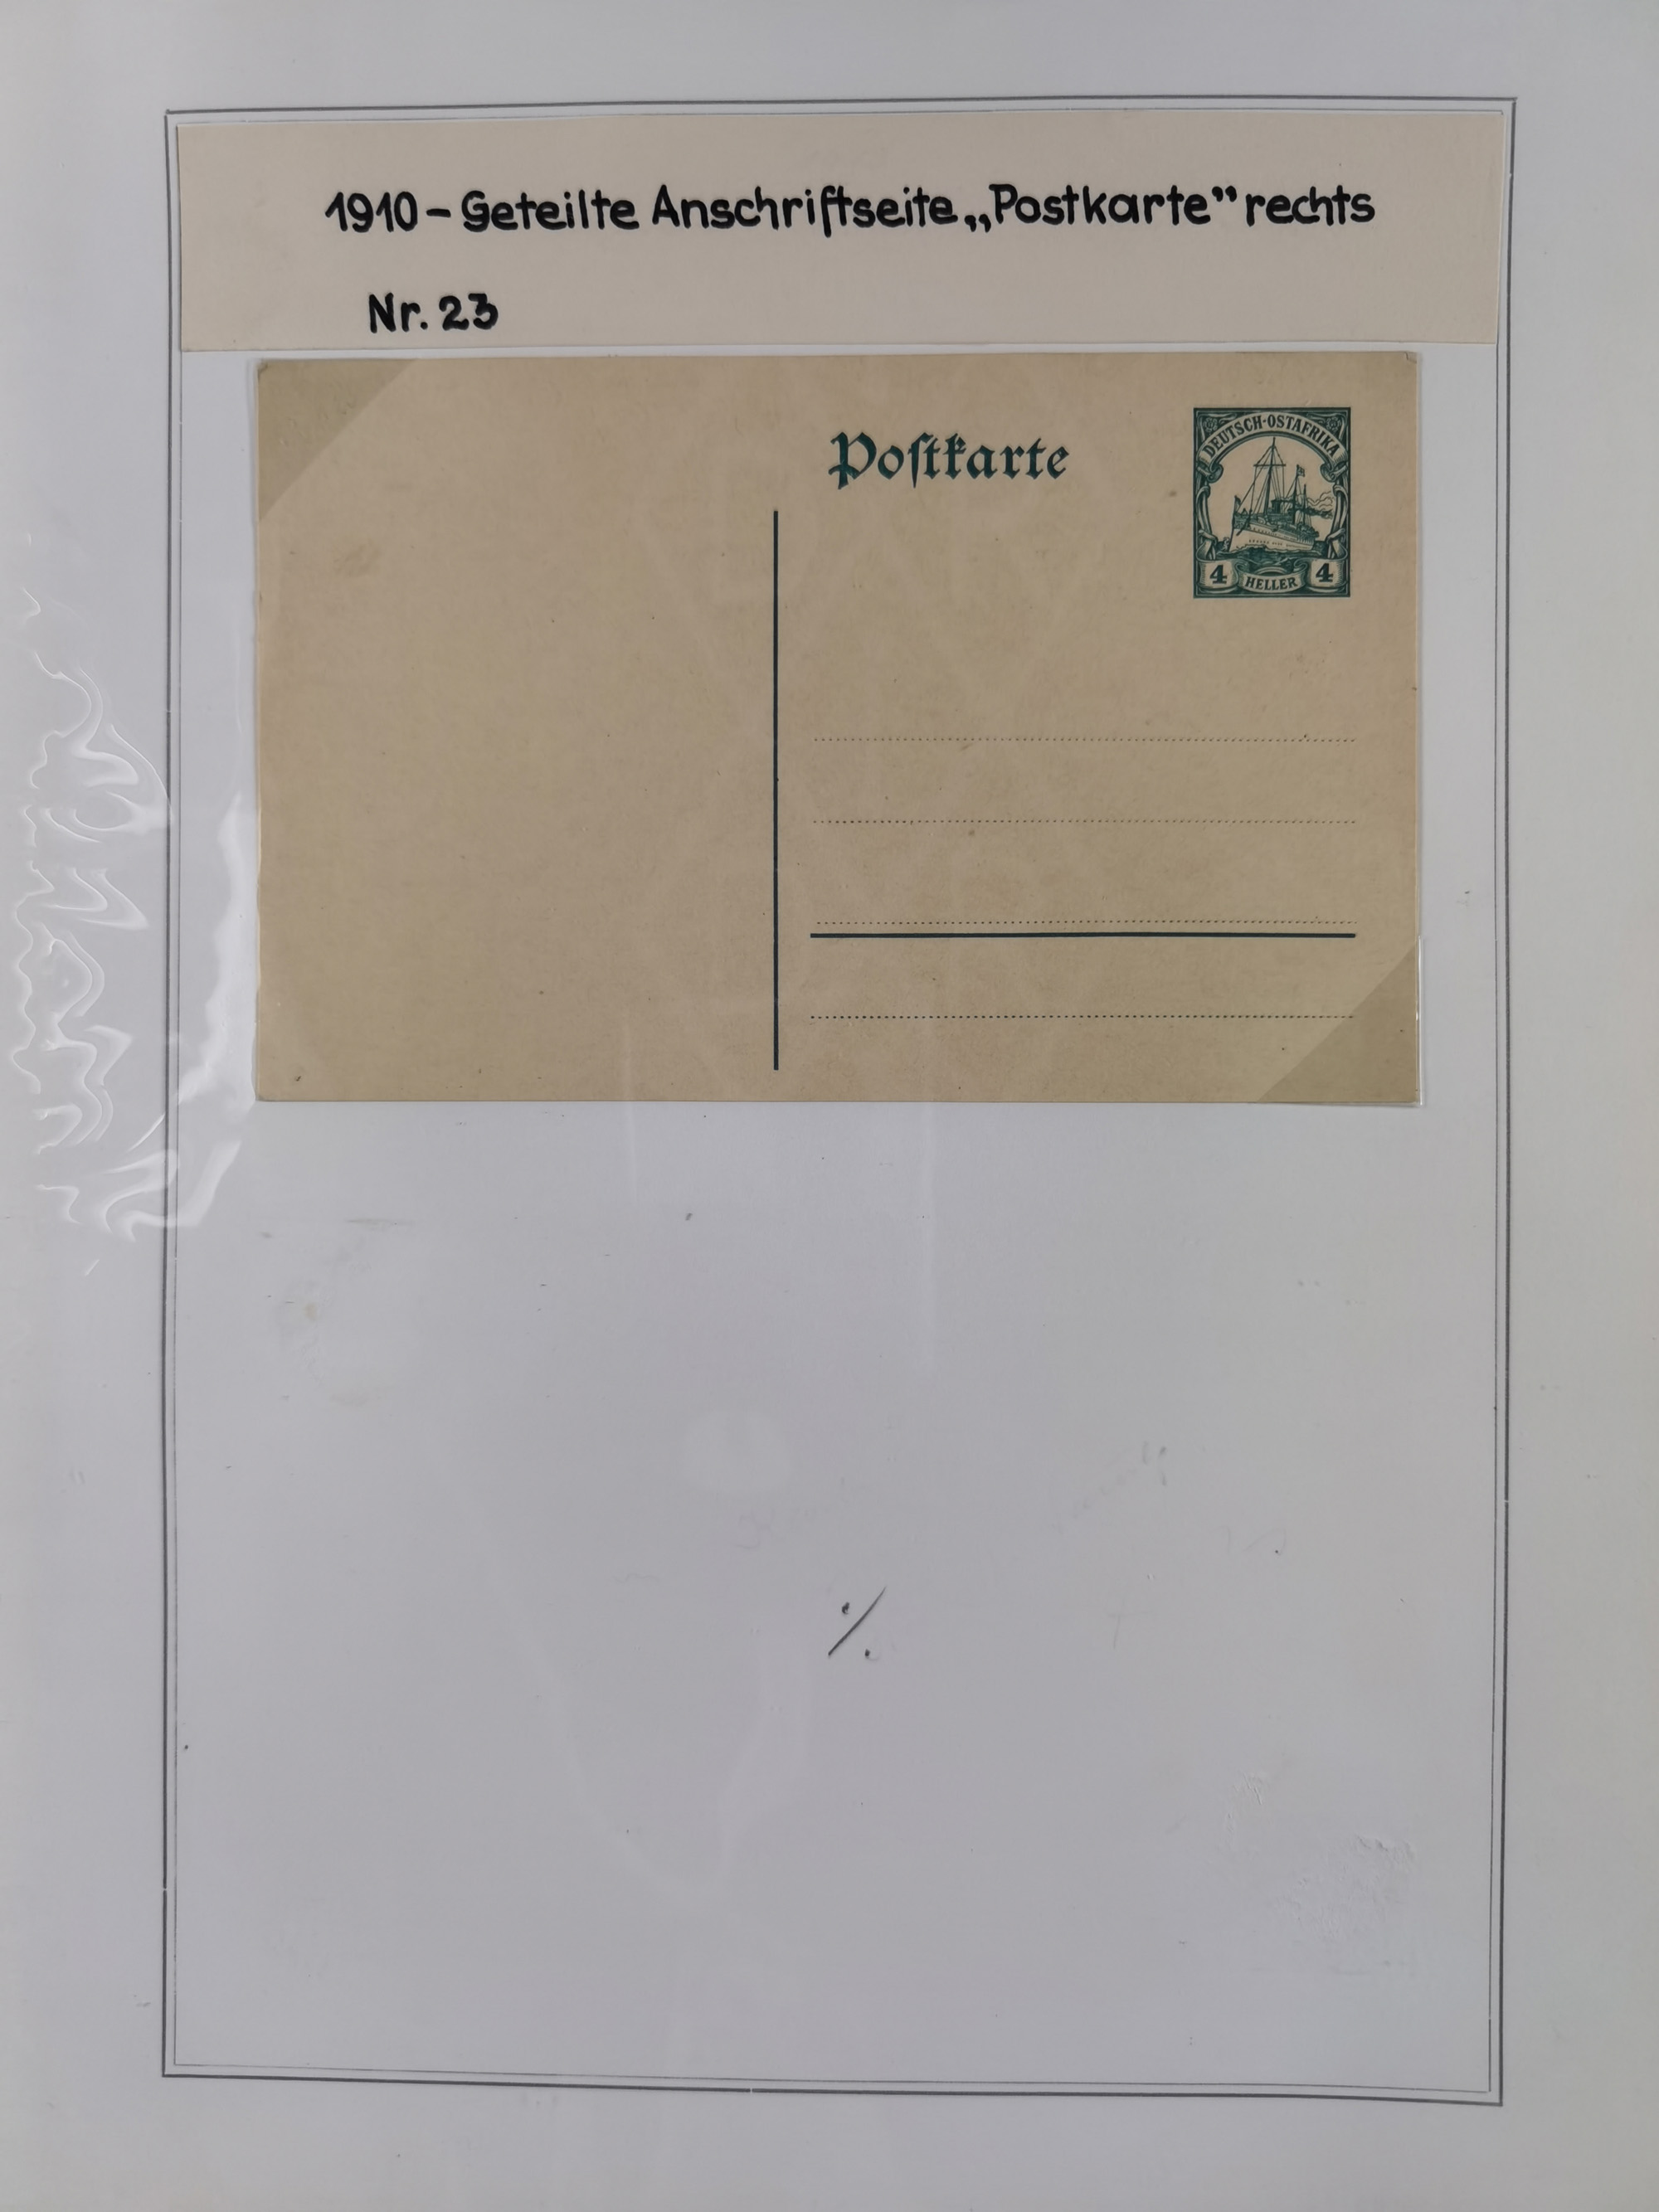 1910 – Geteilte Anschriftseite „Postkarte” rechts
Nr. 23
Poſtkarte
DEUTSCH-OSTAFRIKA
4 HELLER 4
./.